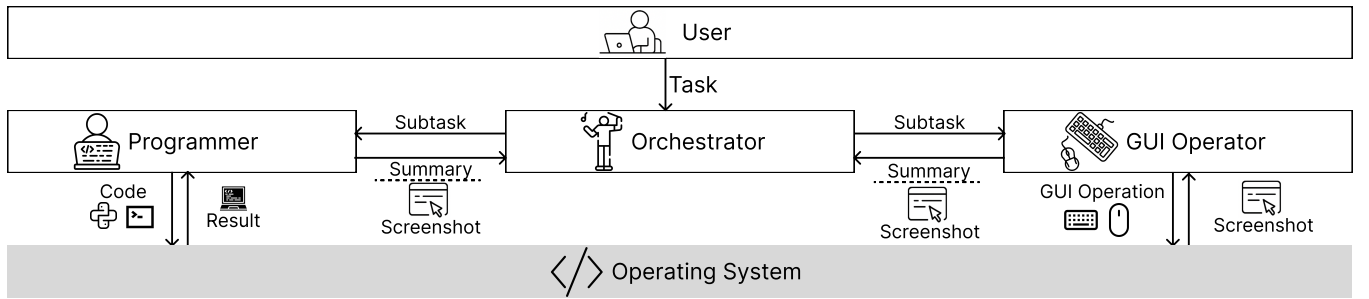 User
Task
Programmer
Subtask
Summary
Screenshot
Orchestrator
Subtask
Summary
Screenshot
GUI Operator
Code
Result
GUI Operation
Screenshot
</> Operating System